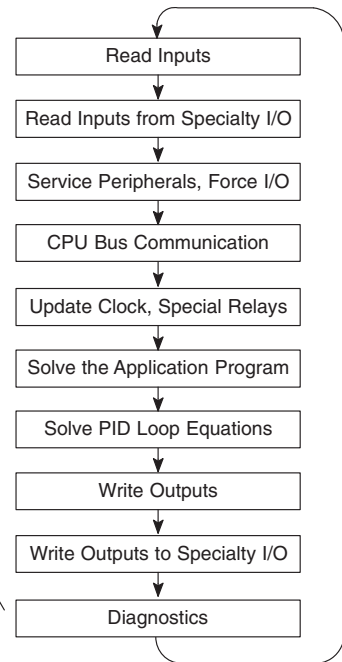 Read Inputs
Read Inputs from Specialty I/O
Service Peripherals, Force I/O
CPU Bus Communication
Update Clock, Special Relays
Solve the Application Program
Solve PID Loop Equations
Write Outputs
Write Outputs to Specialty I/O
Diagnostics